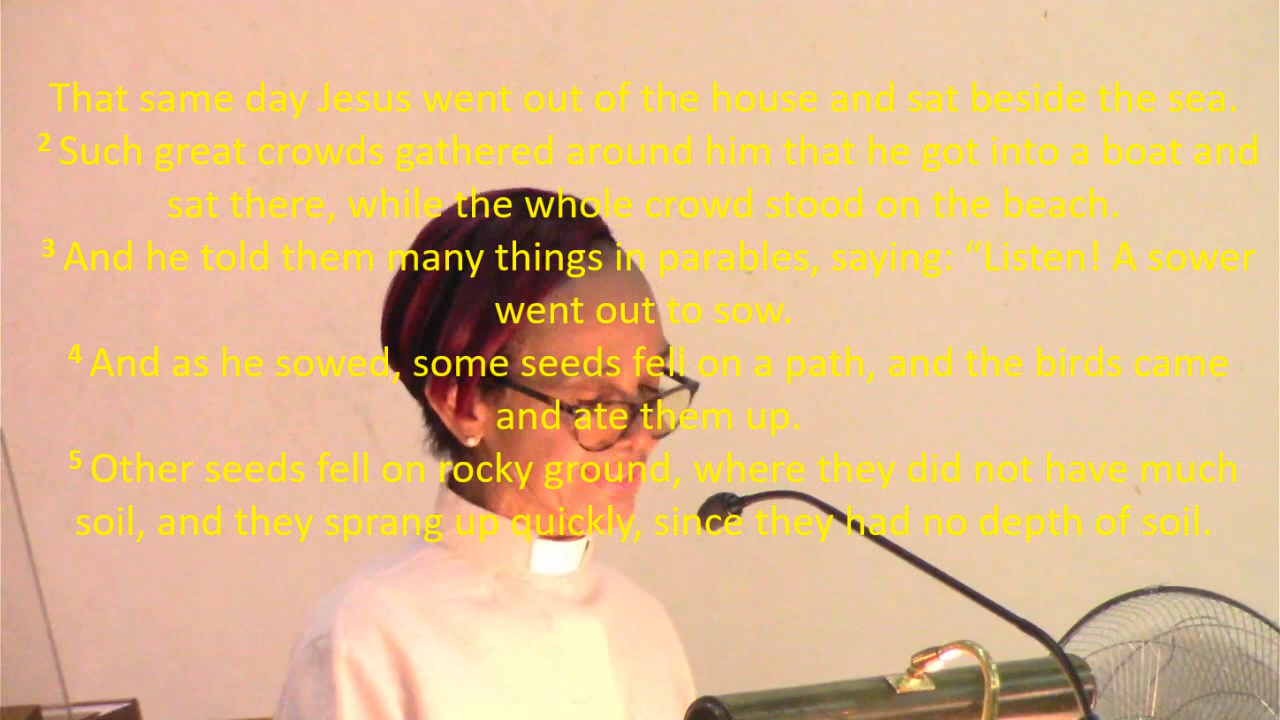 That same day Jesus went out of the house and sat beside the sea.
2 Such great crowds gathered around him that he got into a boat and
sat there, while the whole crowd stood on the beach.
3 And he told them many things in parables, saying: “Listen! A sower
went out to sow.
4 And as he sowed, some seeds fell on a path, and the birds came
and ate them up.
5 Other seeds fell on rocky ground, where they did not have much
soil, and they sprang up quickly, since they had no depth of soil.